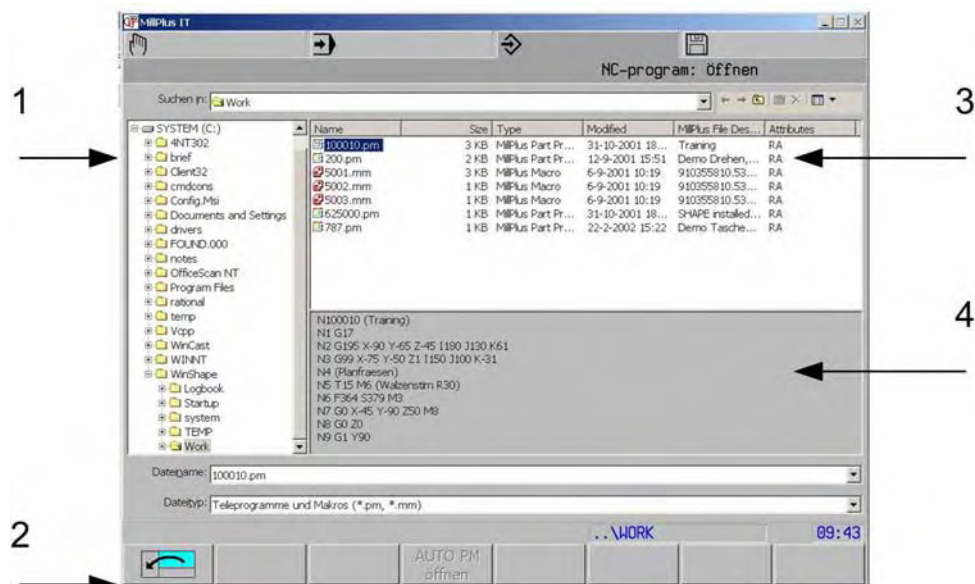 MillPlus IT
NC-program: öffnen
1
3
Suchen in: Work
SYSTEM (C:)
4NT302
brief
Client32
cmdcons
Config.Msi
Documents and Settings
drivers
FOUND.000
notes
OfficeScan NT
Program Files
rational
temp
Vcpp
WinCast
WINNT
WinShape
Logbook
Startup
system
TEMP
Work
Name Size Type Modified MillPlus File Des... Attributes
100010.pm 3 KB MillPlus Part Pr... 31-10-2001 18... Training RA
200.pm 2 KB MillPlus Part Pr... 12-9-2001 15:51 Demo Drehen,... RA
5001.mm 3 KB MillPlus Macro 6-9-2001 10:19 910355810.53... RA
5002.mm 1 KB MillPlus Macro 6-9-2001 10:19 910355810.53... RA
5003.mm 1 KB MillPlus Macro 6-9-2001 10:19 910355810.53... RA
625000.pm 1 KB MillPlus Part Pr... 31-10-2001 18... SHAPE installed... RA
787.pm 1 KB MillPlus Part Pr... 22-2-2002 15:22 Demo Tasche... RA
4
N100010 (Training)
N1 G17
N2 G195 X-90 Y-65 Z-45 I180 J130 K61
N3 G99 X-75 Y-50 Z1 I150 J100 K-31
N4 (Planfraesen)
N5 T15 M6 (Walzenstirn R30)
N6 F364 S379 M3
N7 G0 X-45 Y-90 Z50 M8
N8 G0 Z0
N9 G1 Y90
Dateiname: 100010.pm
Dateityp: Teleprogramme und Makros (*.pm, *.mm)
2
..\WORK 09:43
AUTO PM
öffnen